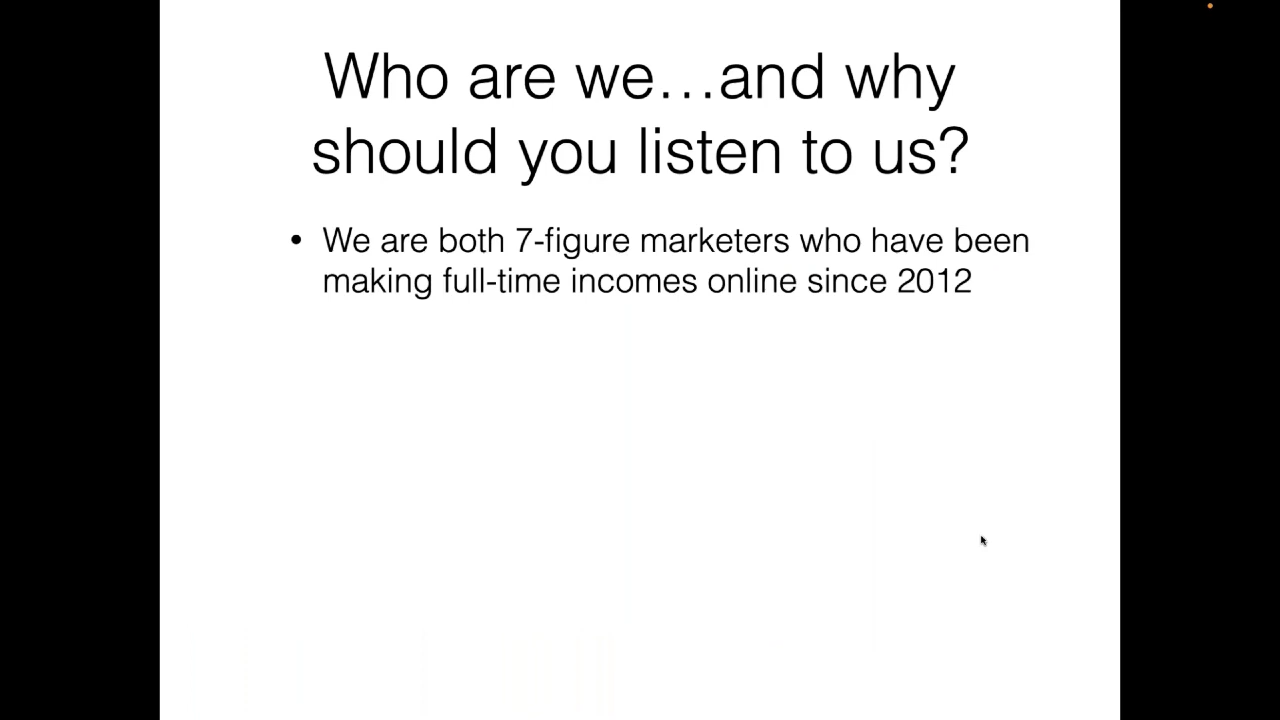 Who are we…and why
should you listen to us?
• We are both 7-figure marketers who have been
making full-time incomes online since 2012